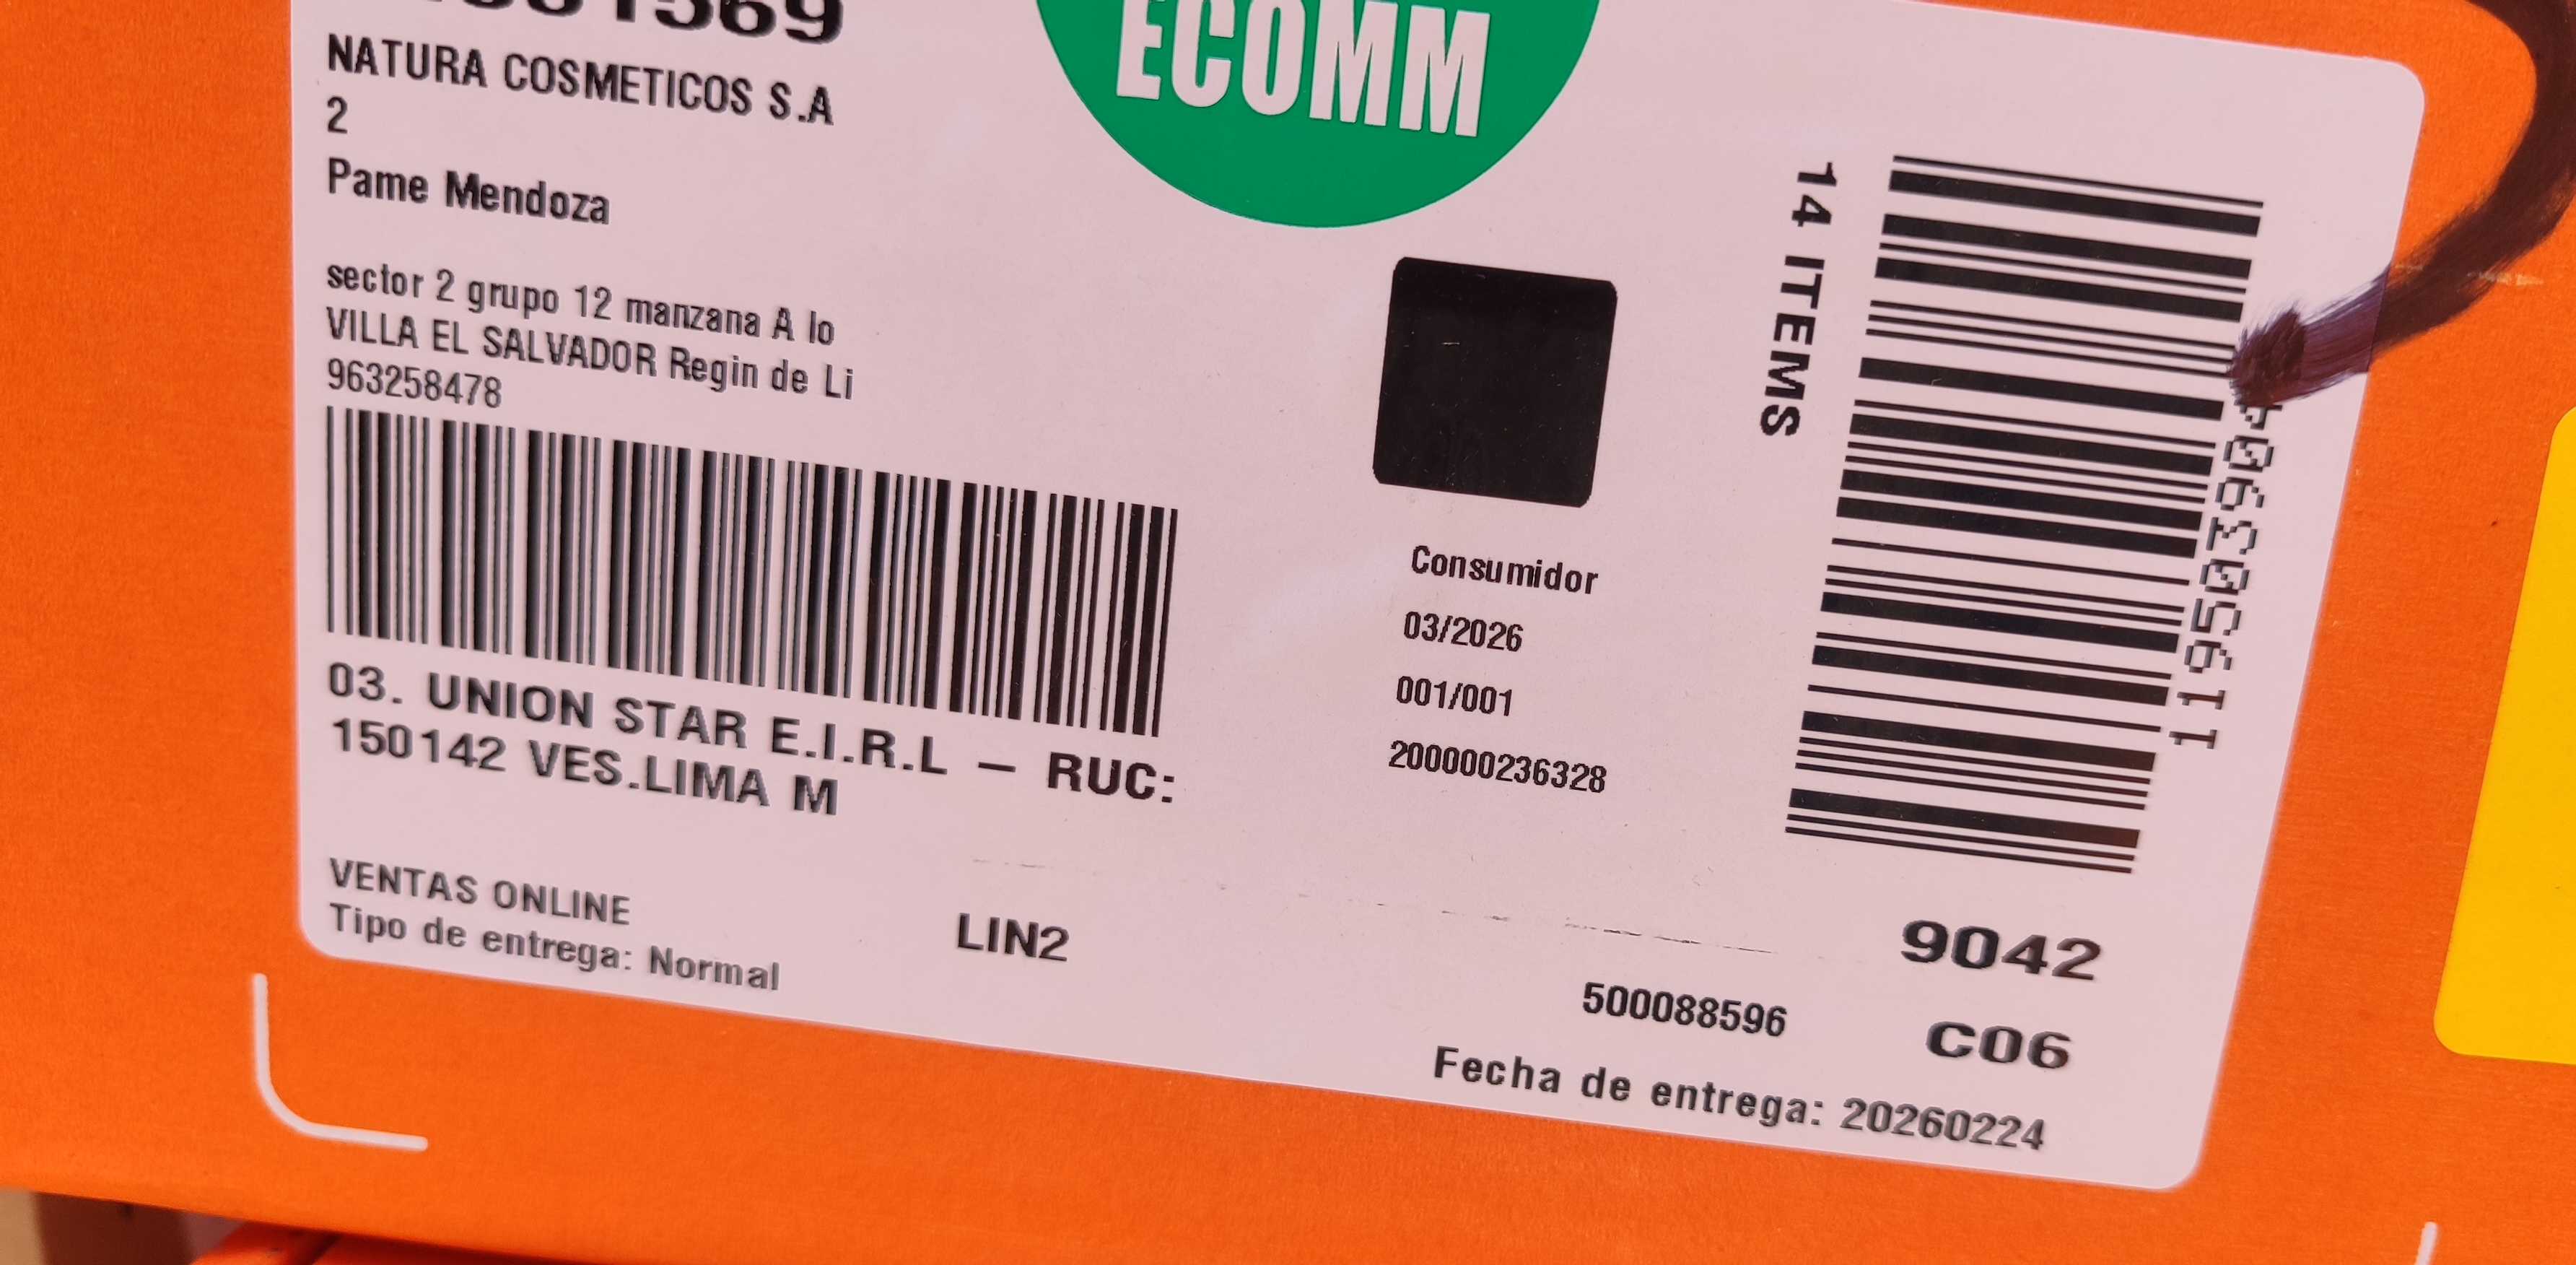 NATURA COSMETICOS S.A
2
Pame Mendoza
sector 2 grupo 12 manzana A lo
VILLA EL SALVADOR Regin de Li
963258478
03. UNION STAR E.I.R.L – RUC:
150142 VES.LIMA M
VENTAS ONLINE
Tipo de entrega: Normal
LIN2
ECOMM
Consumidor
03/2026
001/001
200000236328
14 ITEMS
9042
500088596
C06
Fecha de entrega: 20260224